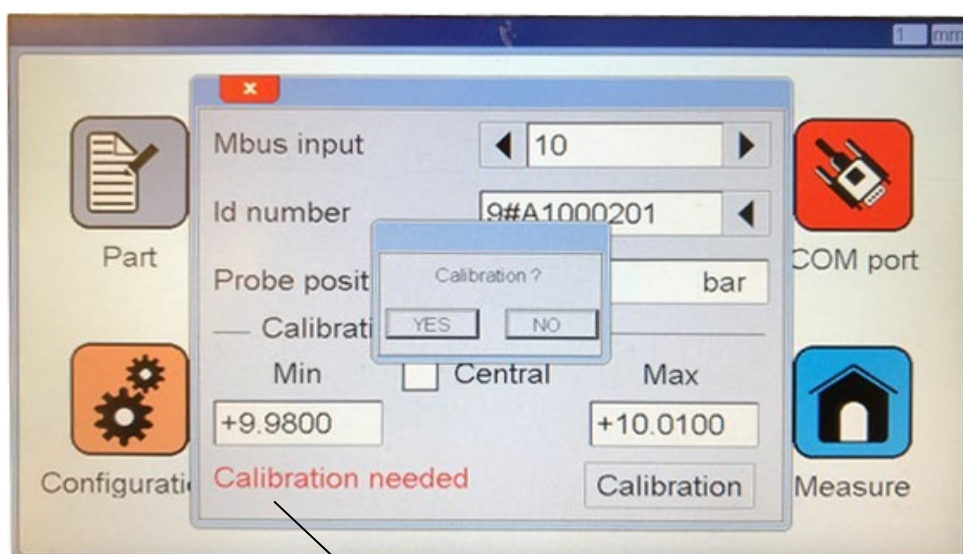 1 mm
x
Mbus input 10
Id number 9#A1000201
Part
COM port
Probe posit bar
Calibration ?
YES NO
Calibrati
Min Central Max
+9.9800 +10.0100
Configurati
Calibration needed Calibration
Measure